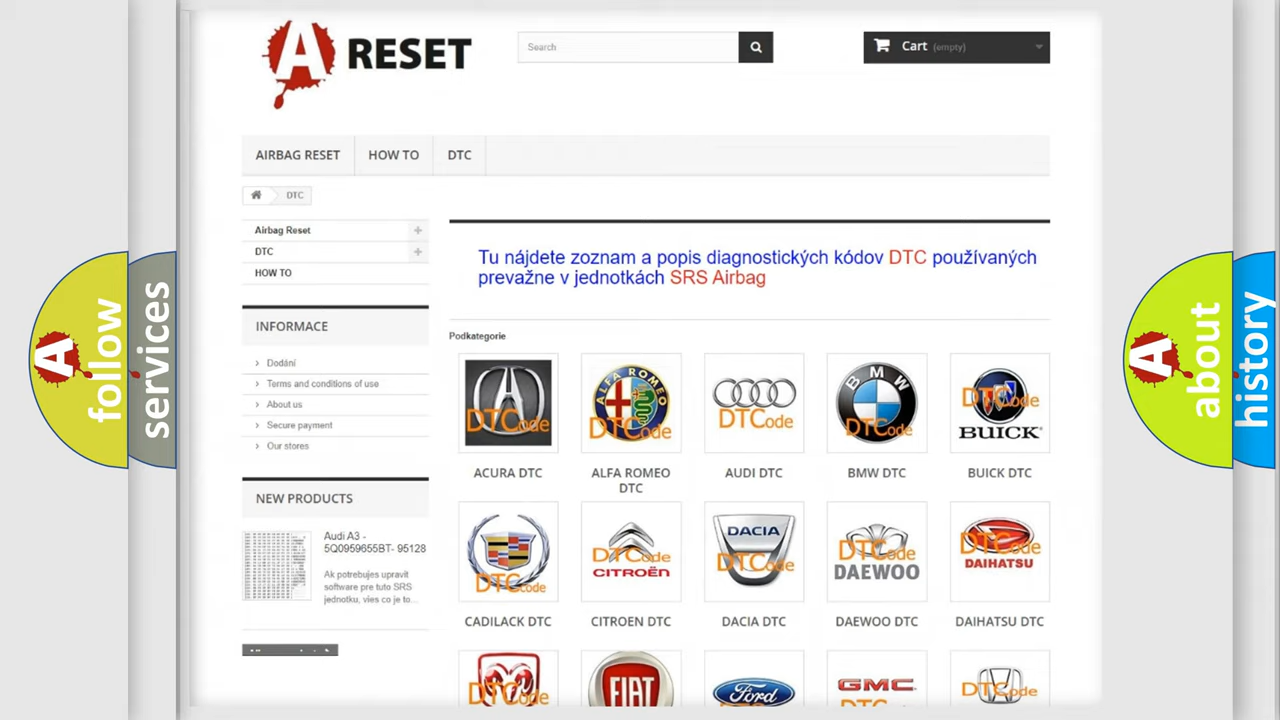 A RESET
Search
Cart (empty)
AIRBAG RESET
HOW TO
DTC
DTC
Airbag Reset
DTC
HOW TO
Tu nájdete zoznam a popis diagnostických kódov DTC používaných
prevažne v jednotkách SRS Airbag
INFORMACE
Dodání
Terms and conditions of use
About us
Secure payment
Our stores
Podkategorie
DTCode
ALFA ROMEO
DTCode
DTCode
BMW
DTCode
DTCode
BUICK
ACURA DTC
ALFA ROMEO
DTC
AUDI DTC
BMW DTC
BUICK DTC
NEW PRODUCTS
Audi A3 -
5Q0959655BT- 95128
Ak potrebujes upravit
software pre tuto SRS
jednotku, vies co je to...
DTCode
DTCode
CITROËN
DACIA
DTCode
DTCode
DAEWOO
DTCode
DAIHATSU
CADILACK DTC
CITROEN DTC
DACIA DTC
DAEWOO DTC
DAIHATSU DTC
DTCode
FIAT
Ford
GMC
DTCode
A follow
services
A about
history